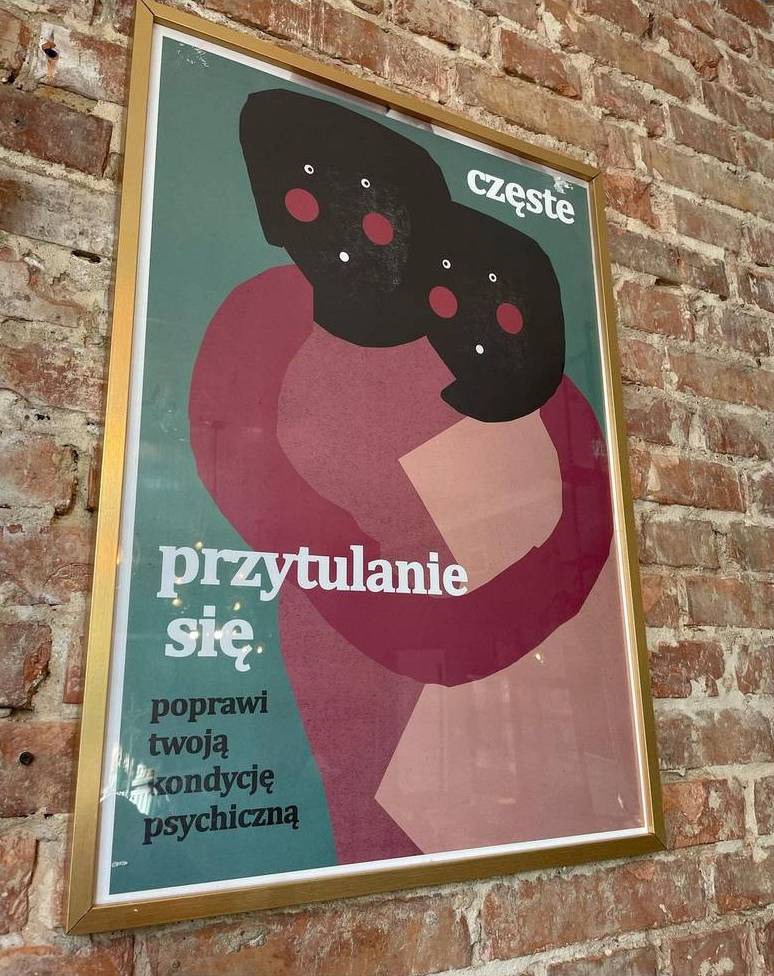 częste
przytulanie
się
poprawi
twoją
kondycję
psychiczną